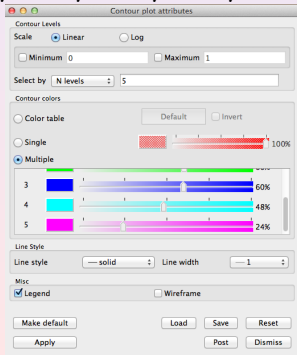 Contour plot attributes
Contour Levels
Scale Linear Log
Minimum 0 Maximum 1
Select by N levels 5
Contour colors
Color table Default Invert
Single 100%
Multiple
3 60%
4 48%
5 24%
Line Style
Line style solid Line width 1
Misc
Legend Wireframe
Make default Load Save Reset
Apply Post Dismiss